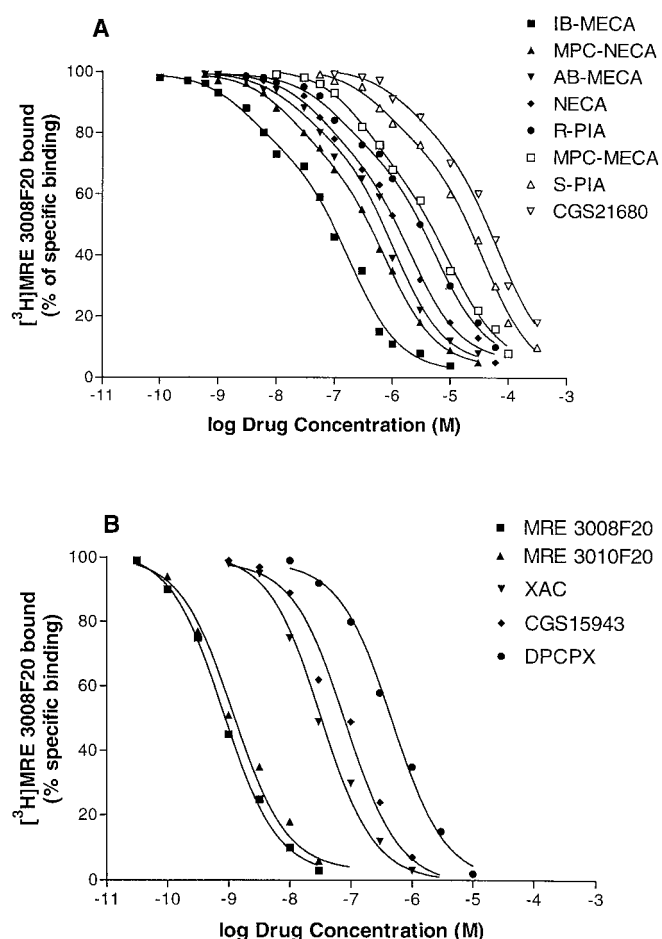 A
IB-MECA
MPC-NECA
AB-MECA
NECA
R-PIA
MPC-MECA
S-PIA
CGS21680
[³H]MRE 3008F20 bound
(% of specific binding)
100
80
60
40
20
0
-11 -10 -9 -8 -7 -6 -5 -4 -3
log Drug Concentration (M)
B
MRE 3008F20
MRE 3010F20
XAC
CGS15943
DPCPX
[³H]MRE 3008F20 bound
(% specific binding)
100
80
60
40
20
0
-11 -10 -9 -8 -7 -6 -5 -4 -3
log Drug Concentration (M)